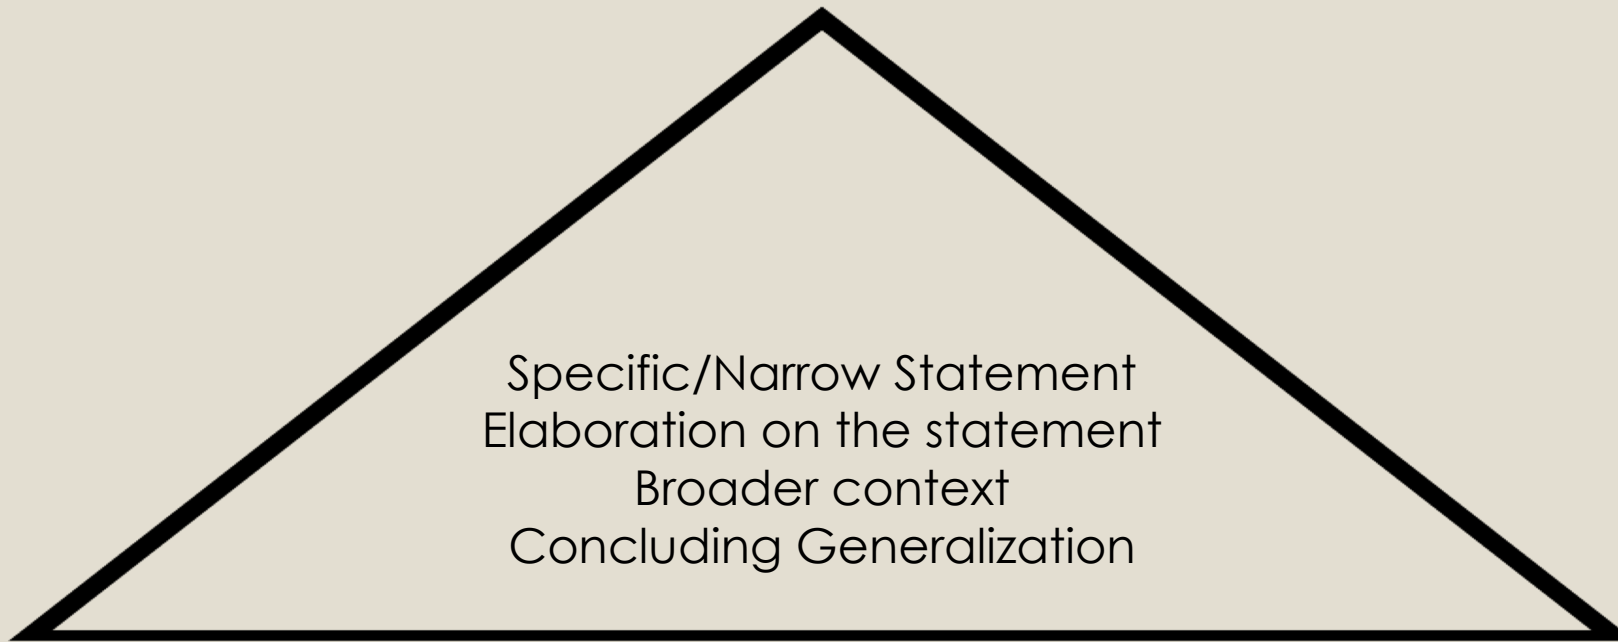 Specific/Narrow Statement
Elaboration on the statement
Broader context
Concluding Generalization